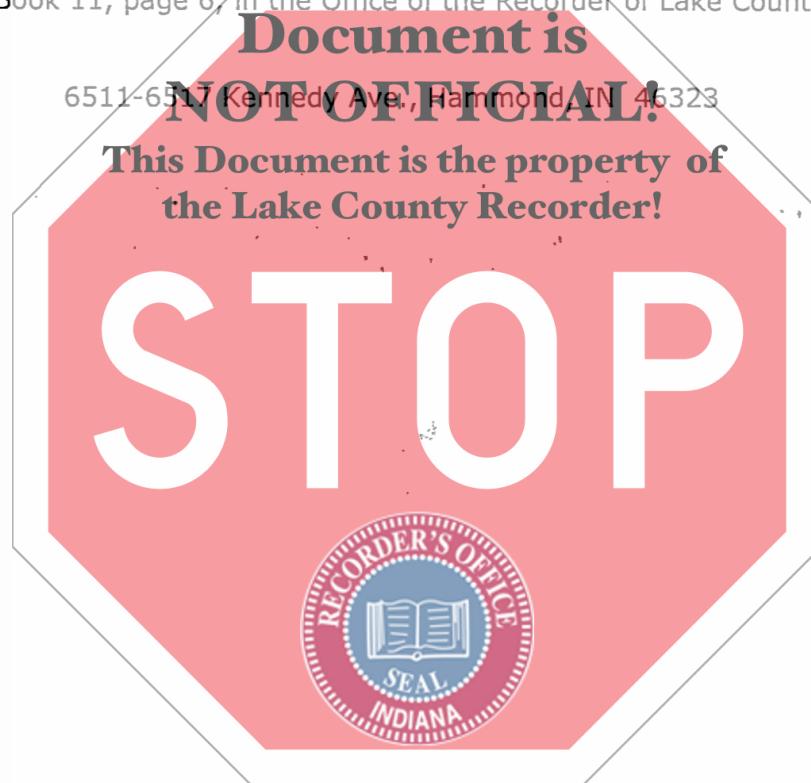 Book 11, page 6, in the Office of the Recorder of Lake Count
Document is
NOT OFFICIAL!
6511-6517 Kennedy Ave., Hammond, IN 46323
This Document is the property of
the Lake County Recorder!
STOP
RECORDER'S OFFICE
SEAL
INDIANA